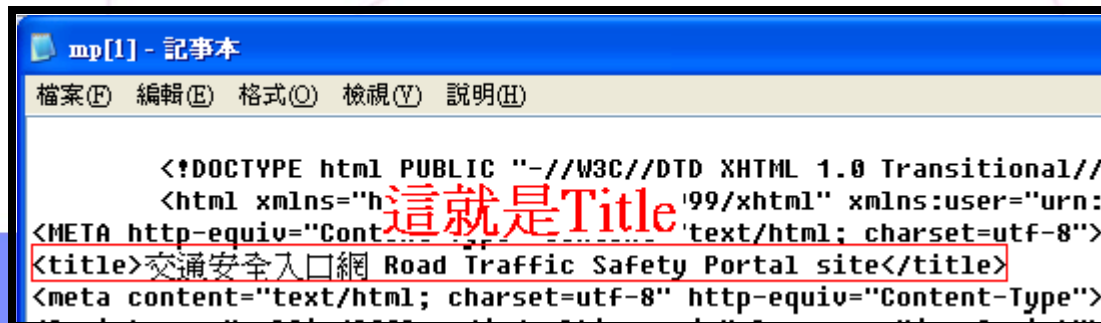 mp[1] - 記事本
檔案(F) 編輯(E) 格式(O) 檢視(V) 說明(H)
<!DOCTYPE html PUBLIC "-//W3C//DTD XHTML 1.0 Transitional//
<html xmlns="h '99/xhtml" xmlns:user="urn:
這就是Title
<META http-equiv="Content-Type" content="text/html; charset=utf-8">
<title>交通安全入口網 Road Traffic Safety Portal site</title>
<meta content="text/html; charset=utf-8" http-equiv="Content-Type">